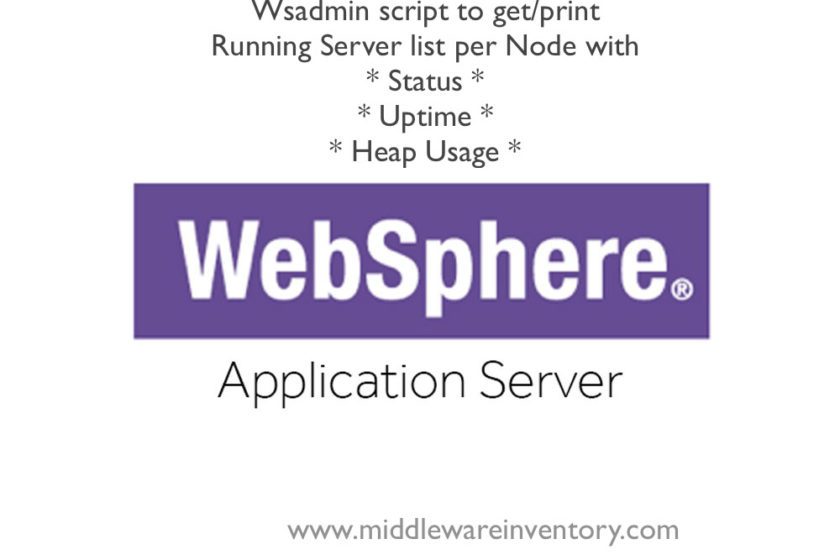 Wsadmin script to get/print
Running Server list per Node with
* Status *
* Uptime *
* Heap Usage *
WebSphere®
Application Server
www.middlewareinventory.com